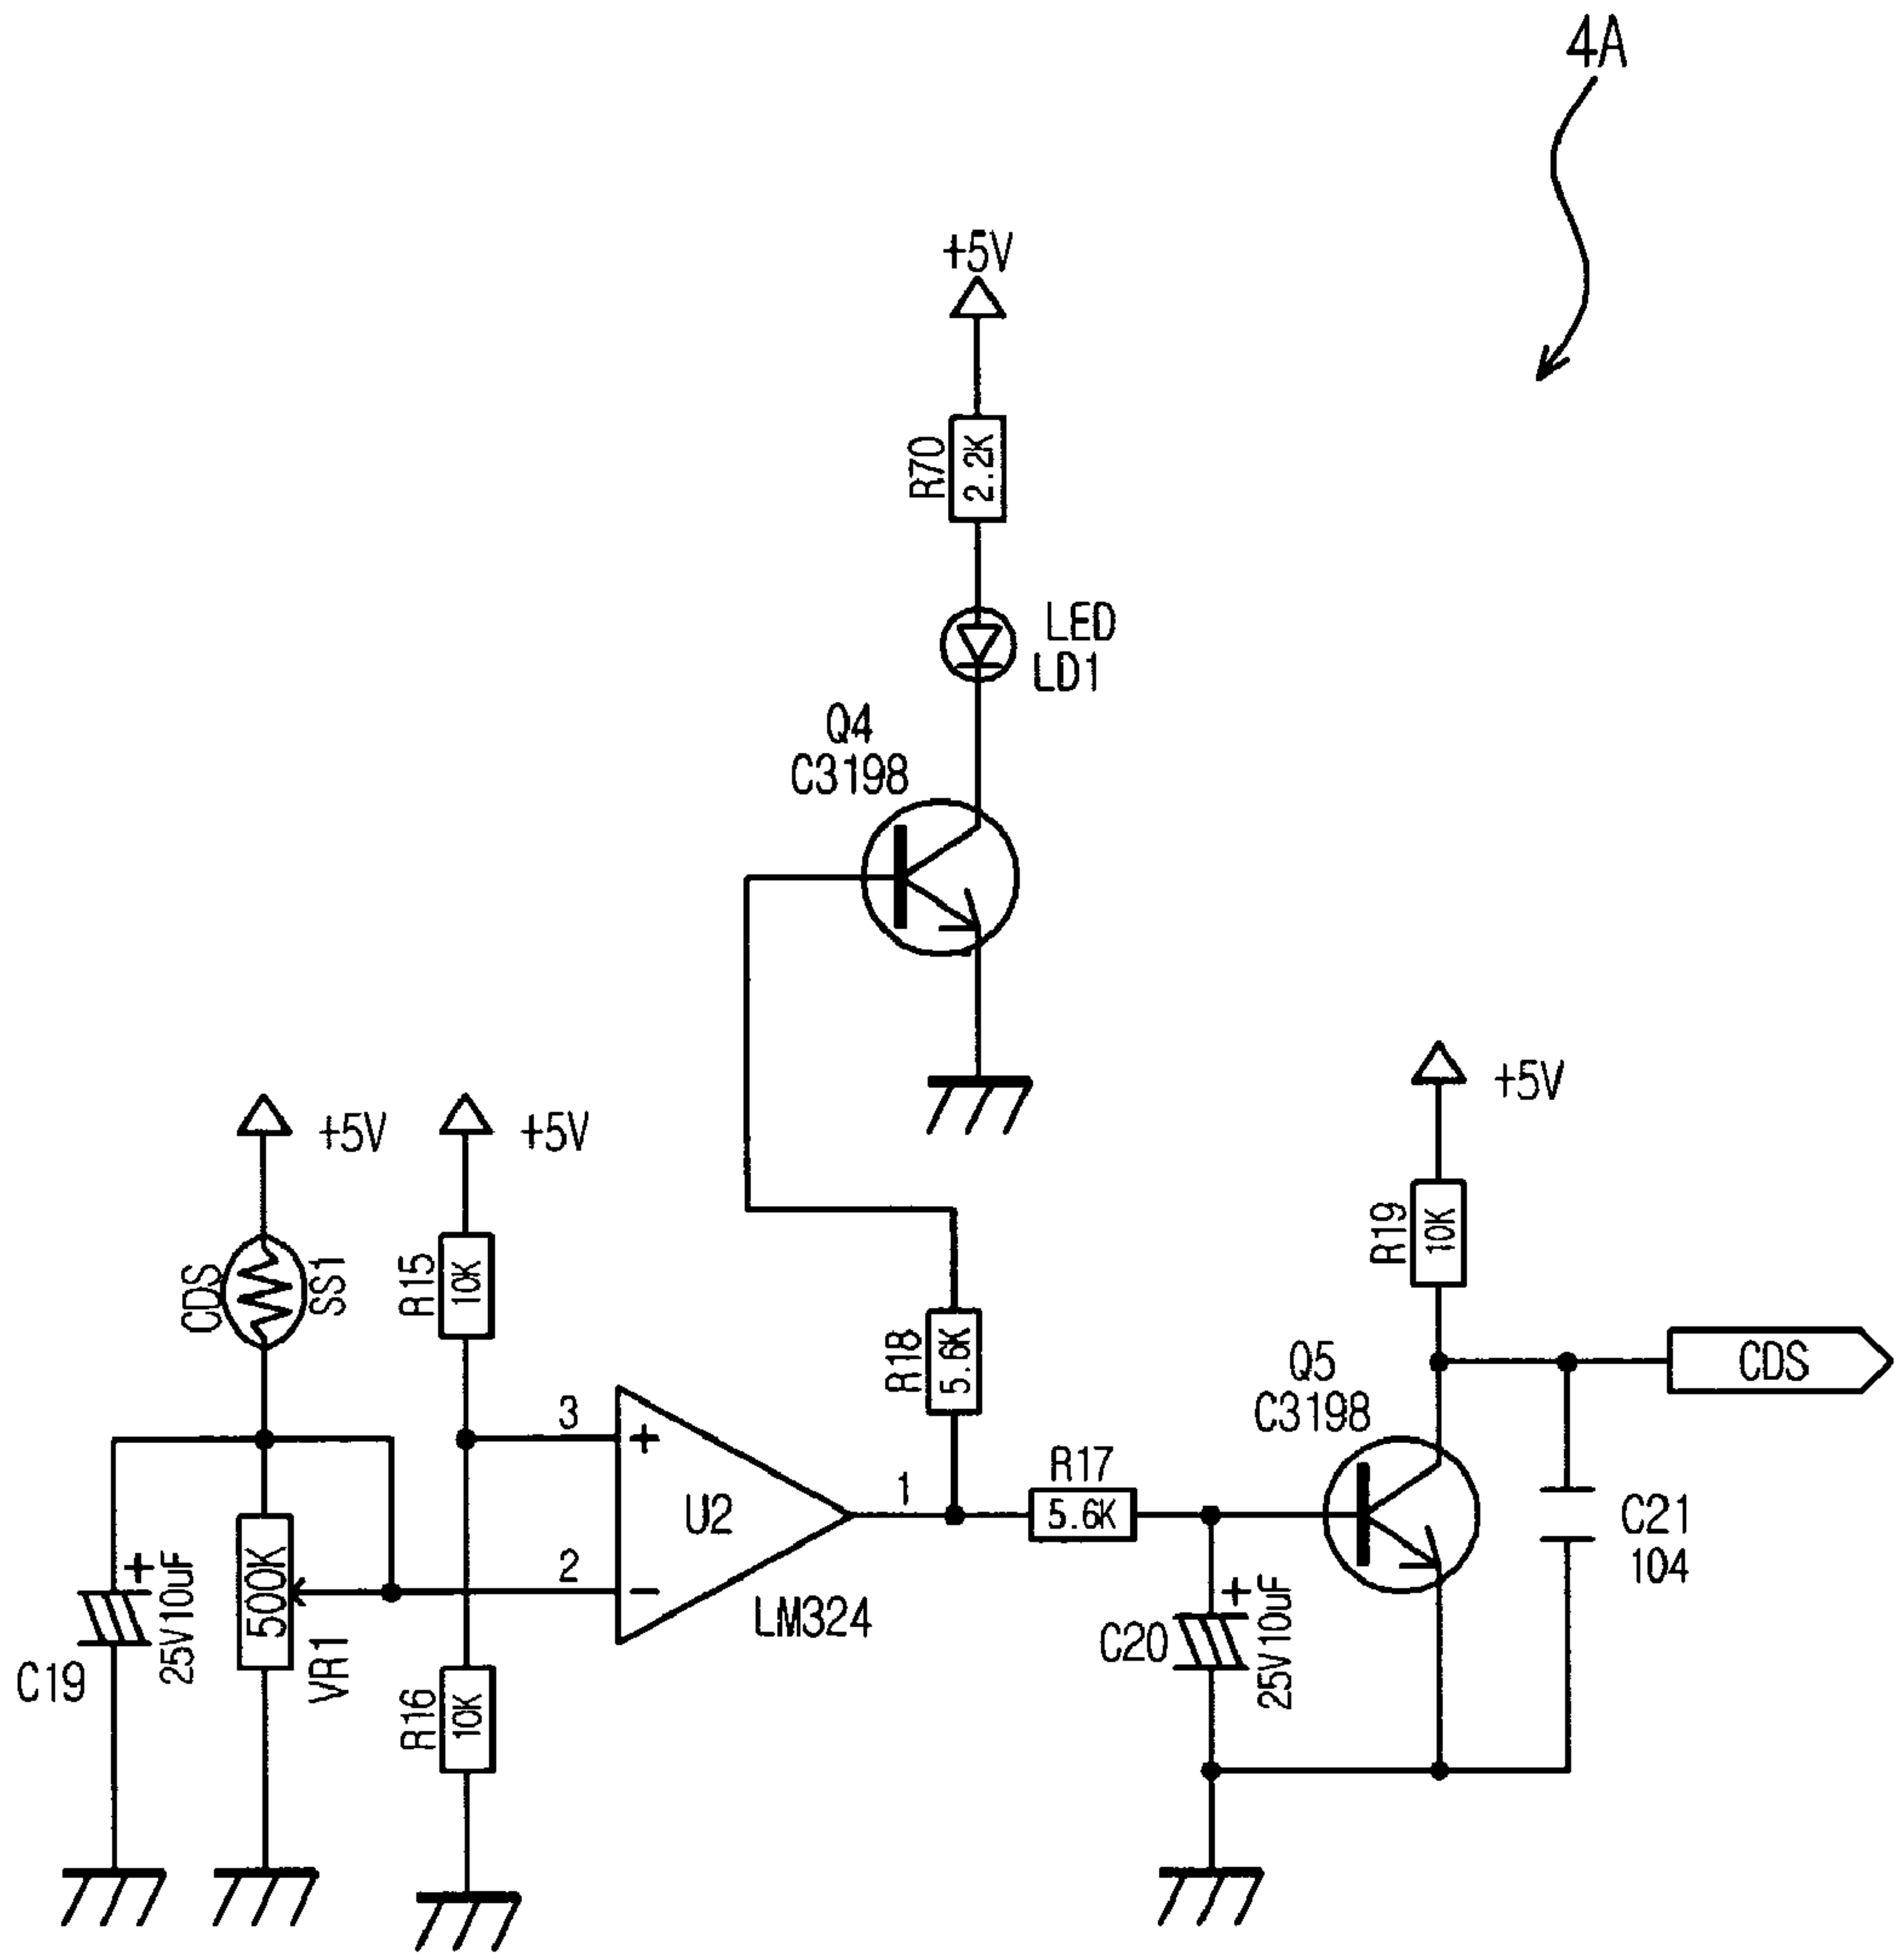 4A
+5V
R70
2.2K
LED
LD1
Q4
C3198
+5V
+5V
+5V
CDS
SS1
R15
10K
R19
10K
R18
5.6K
CDS
Q5
C3198
3
+
U2
1
R17
5.6K
C21
104
2
-
LM324
+
25V10uF
C19
500K
VR1
R16
10K
+
C20
25V10uF